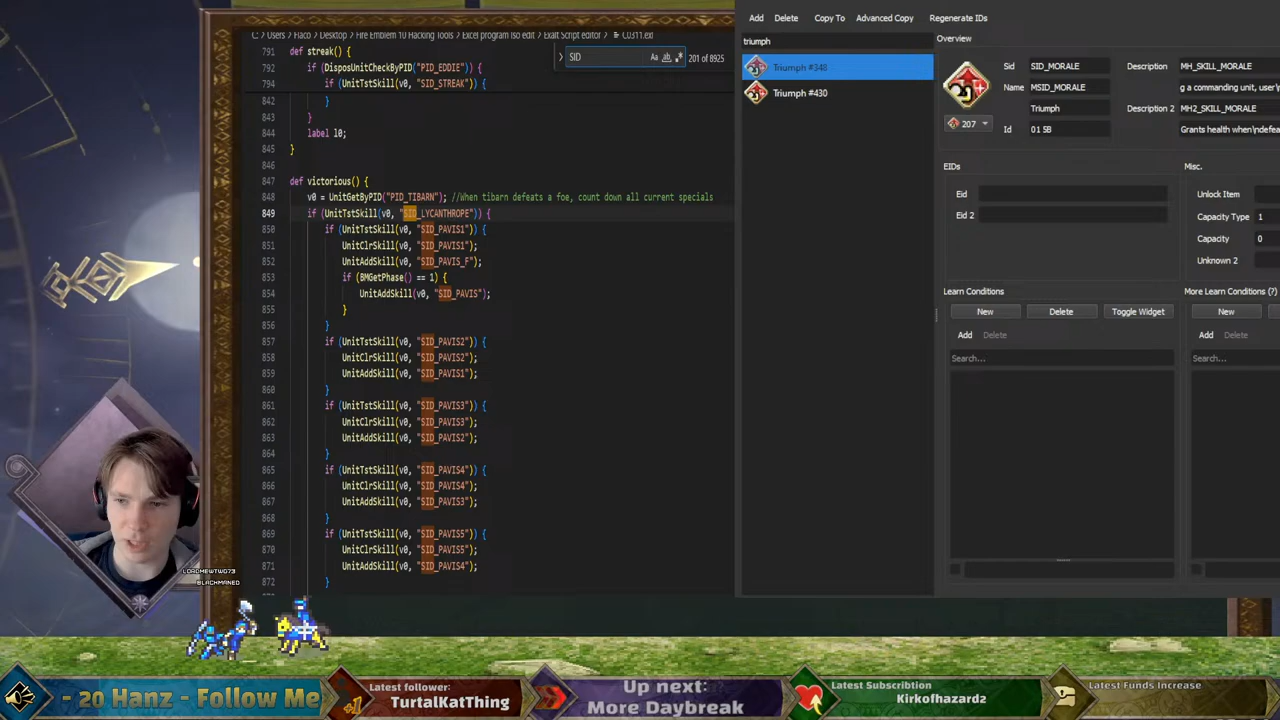 C: > Users > Flaco > Desktop > Fire Emblem 10 Hacking Tools > Excel program Iso edit > Exalt Script editor > C0311.exl
SID
201 of 8925
791 def streak() {
792 if (DisposUnitCheckByPID("PID_EDDIE")) {
794 if (UnitTstSkill(v0, "SID_STREAK")) {
842 }
843 }
844 label l0;
845 }
846
847 def victorious() {
848 v0 = UnitGetByPID("PID_TIBARN"); //When tibarn defeats a foe, count down all current specials
849 if (UnitTstSkill(v0, "SID_LYCANTHROPE")) {
850 if (UnitTstSkill(v0, "SID_PAVIS1")) {
851 UnitClrSkill(v0, "SID_PAVIS1");
852 UnitAddSkill(v0, "SID_PAVIS_F");
853 if (BMGetPhase() == 1) {
854 UnitAddSkill(v0, "SID_PAVIS");
855 }
856 }
857 if (UnitTstSkill(v0, "SID_PAVIS2")) {
858 UnitClrSkill(v0, "SID_PAVIS2");
859 UnitAddSkill(v0, "SID_PAVIS1");
860 }
861 if (UnitTstSkill(v0, "SID_PAVIS3")) {
862 UnitClrSkill(v0, "SID_PAVIS3");
863 UnitAddSkill(v0, "SID_PAVIS2");
864 }
865 if (UnitTstSkill(v0, "SID_PAVIS4")) {
866 UnitClrSkill(v0, "SID_PAVIS4");
867 UnitAddSkill(v0, "SID_PAVIS3");
868 }
869 if (UnitTstSkill(v0, "SID_PAVIS5")) {
870 UnitClrSkill(v0, "SID_PAVIS5");
871 UnitAddSkill(v0, "SID_PAVIS4");
872 }
Add Delete Copy To Advanced Copy Regenerate IDs
triumph
Triumph #348
Triumph #430
Overview
Sid SID_MORALE Description MH_SKILL_MORALE
Name MSID_MORALE g a commanding unit, user\
Triumph Description 2 MH2_SKILL_MORALE
207 Id 01 5B Grants health when\ndefea
EIDs
Eid
Eid 2
Misc.
Unlock Item
Capacity Type 1
Capacity 0
Unknown 2
Learn Conditions
New Delete Toggle Widget
Add Delete
Search...
More Learn Conditions (?)
New
Add Delete
Search...
LOADMEWTWO73
BLACKMANED
- 20 Hanz - Follow Me
Latest follower:
TurtalKatThing
Up next:
More Daybreak
Latest Subscribtion
Kirkofhazard2
Latest Funds Increase